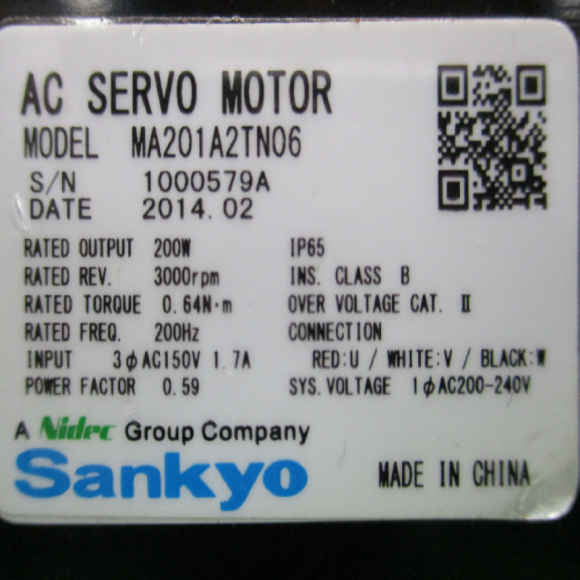 AC SERVO MOTOR
MODEL MA201A2TN06
S/N 1000579A
DATE 2014.02
RATED OUTPUT 200W
RATED REV. 3000rpm
RATED TORQUE 0.64N·m
RATED FREQ. 200Hz
INPUT 3φAC150V 1.7A
POWER FACTOR 0.59
IP65
INS. CLASS B
OVER VOLTAGE CAT. Ⅱ
CONNECTION
RED:U / WHITE:V / BLACK:W
SYS. VOLTAGE 1φAC200-240V
A Nidec Group Company
Sankyo
MADE IN CHINA